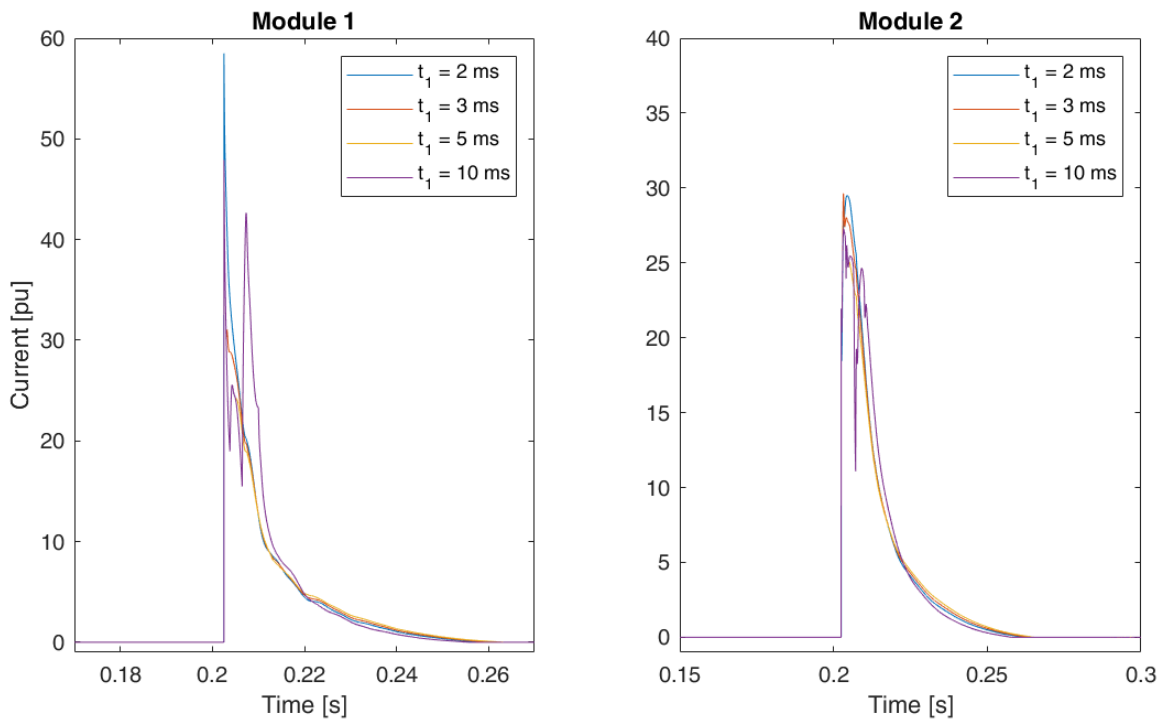 Module 1
Current [pu]
60
50
40
30
20
10
0
0.18
0.2
0.22
0.24
0.26
Time [s]
t1 = 2 ms
t1 = 3 ms
t1 = 5 ms
t1 = 10 ms
Module 2
40
35
30
25
20
15
10
5
0
0.15
0.2
0.25
0.3
Time [s]
t1 = 2 ms
t1 = 3 ms
t1 = 5 ms
t1 = 10 ms